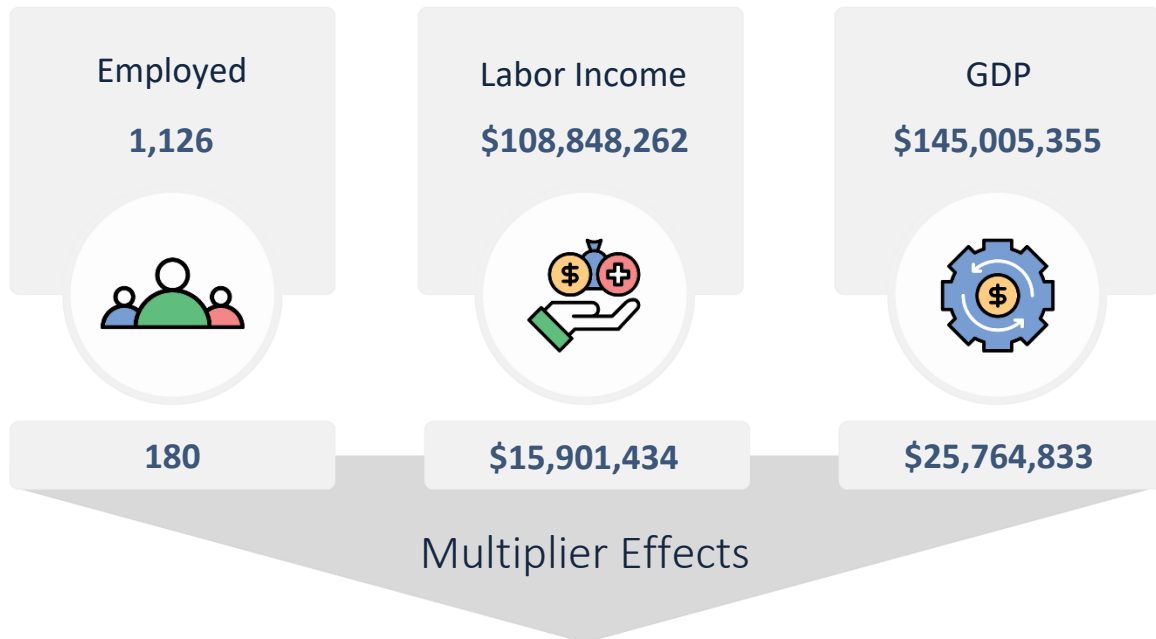 Employed
1,126
Labor Income
$108,848,262
GDP
$145,005,355
$
$
180
$15,901,434
$25,764,833
Multiplier Effects